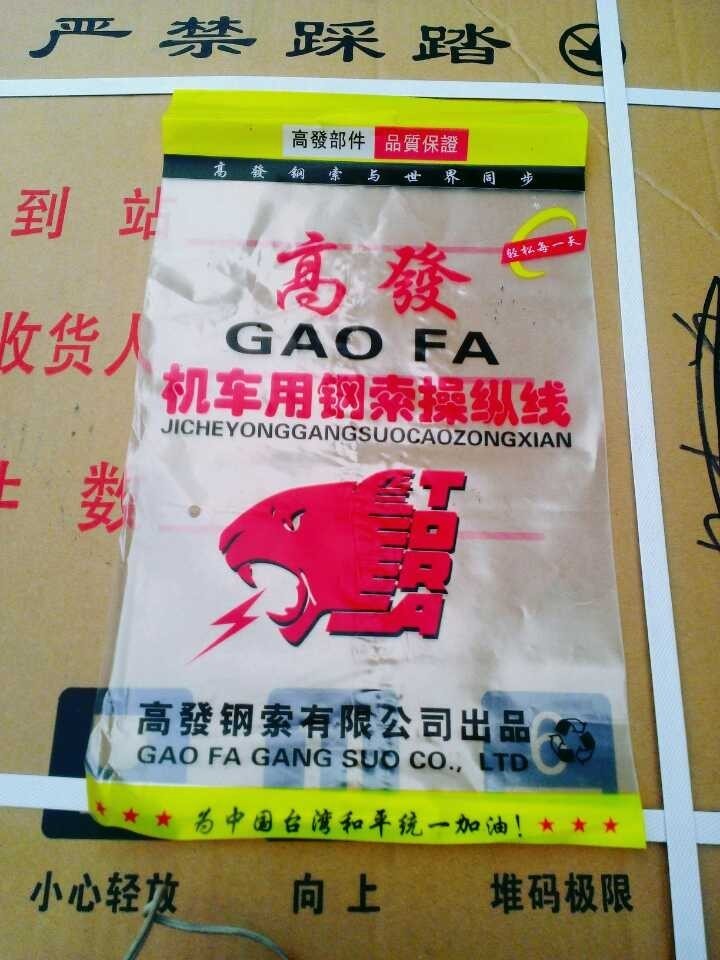 严禁踩踏
高發部件 品質保證
高發鋼索与世界同步
到站
轻松每一天
高發
GAO FA
收货人
机车用钢索操纵线
JICHEYONGGANGSUOCAOZONGXIAN
数
TORA
高發钢索有限公司出品
6
GAO FA GANG SUO CO., LTD
为中国台湾和平统一加油!
小心轻放 向上 堆码极限